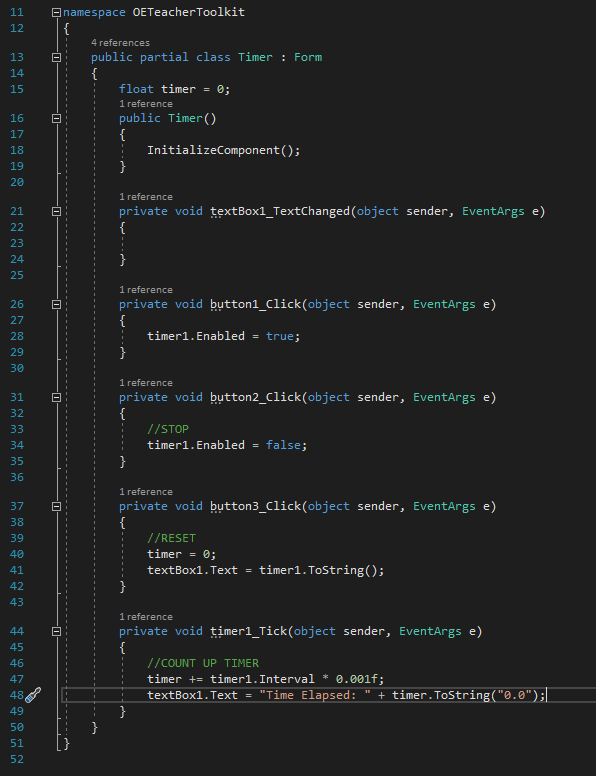 11 namespace OETeacherToolkit
12 {
4 references
13 public partial class Timer : Form
14 {
15 float timer = 0;
1 reference
16 public Timer()
17 {
18 InitializeComponent();
19 }
20
1 reference
21 private void textBox1_TextChanged(object sender, EventArgs e)
22 {
23
24 }
25
1 reference
26 private void button1_Click(object sender, EventArgs e)
27 {
28 timer1.Enabled = true;
29 }
30
1 reference
31 private void button2_Click(object sender, EventArgs e)
32 {
33 //STOP
34 timer1.Enabled = false;
35 }
36
1 reference
37 private void button3_Click(object sender, EventArgs e)
38 {
39 //RESET
40 timer = 0;
41 textBox1.Text = timer1.ToString();
42 }
43
1 reference
44 private void timer1_Tick(object sender, EventArgs e)
45 {
46 //COUNT UP TIMER
47 timer += timer1.Interval * 0.001f;
48 textBox1.Text = "Time Elapsed: " + timer.ToString("0.0");
49 }
50 }
51 }
52